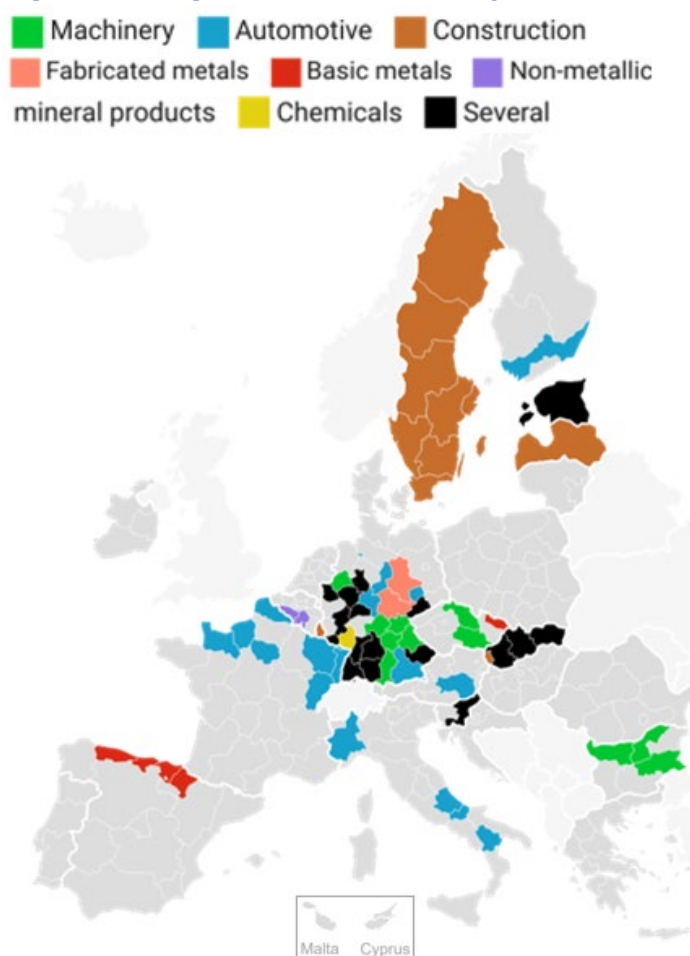 Machinery Automotive Construction
Fabricated metals Basic metals Non-metallic
mineral products Chemicals Several
Malta Cyprus